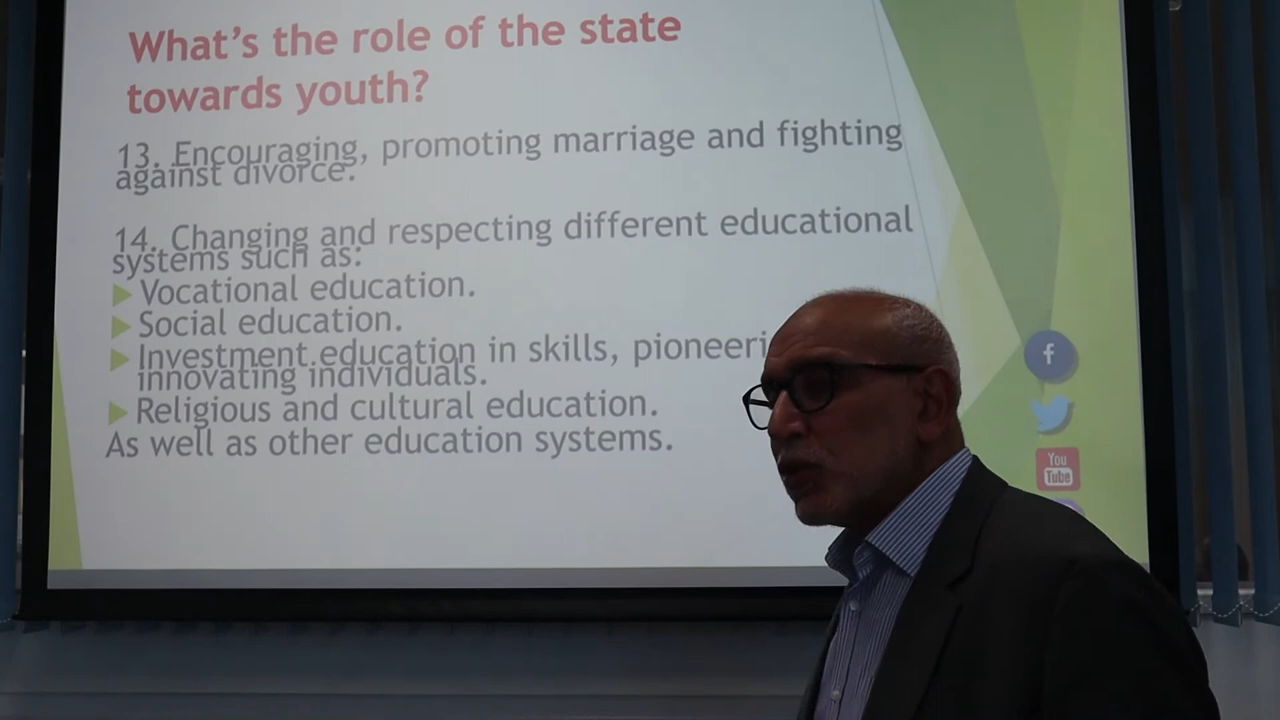 What's the role of the state
towards youth?
13. Encouraging, promoting marriage and fighting
against divorce.
14. Changing and respecting different educational
systems such as:
Vocational education.
Social education.
Investment education in skills,
innovating individuals.
Religious and cultural education.
As well as other education systems.
f
You
Tube